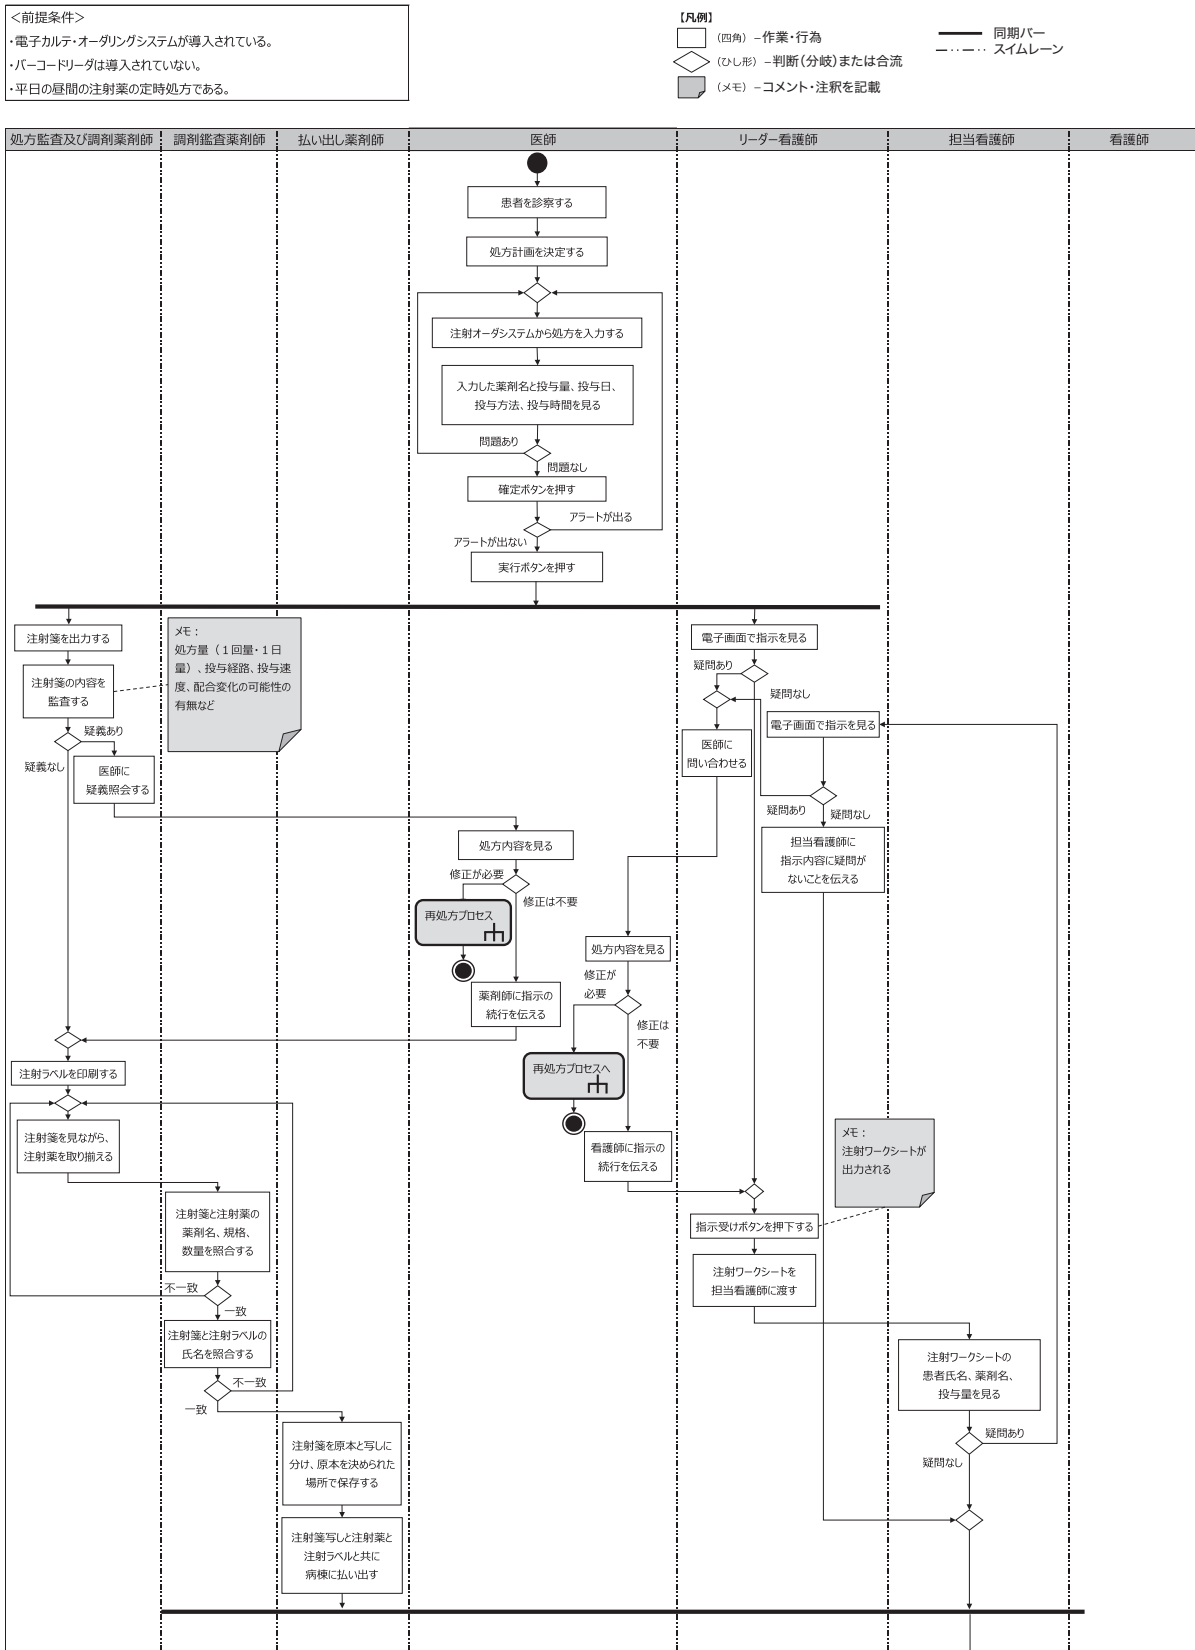 ＜前提条件＞
・電子カルテ・オーダリングシステムが導入されている。
・バーコードリーダは導入されていない。
・平日の昼間の注射薬の定時処方である。
【凡例】
（四角）－作業・行為
（ひし形）－判断（分岐）または合流
（メモ）－コメント・注釈を記載
同期バー
スイムレーン
処方監査及び調剤薬剤師
調剤鑑査薬剤師
払い出し薬剤師
医師
リーダー看護師
担当看護師
看護師
患者を診察する
処方計画を決定する
注射オーダシステムから処方を入力する
入力した薬剤名と投与量、投与日、
投与方法、投与時間を見る
問題あり
問題なし
確定ボタンを押す
アラートが出る
アラートが出ない
実行ボタンを押す
注射箋を出力する
注射箋の内容を
監査する
メモ：
処方量（１回量・１日
量）、投与経路、投与速
度、配合変化の可能性の
有無など
疑義あり
疑義なし
医師に
疑義照会する
電子画面で指示を見る
疑問あり
疑問なし
電子画面で指示を見る
医師に
問い合わせる
疑問あり
疑問なし
担当看護師に
指示内容に疑問が
ないことを伝える
処方内容を見る
修正が必要
修正は不要
再処方プロセス
薬剤師に指示の
続行を伝える
処方内容を見る
修正が
必要
修正は
不要
再処方プロセスへ
看護師に指示の
続行を伝える
注射ラベルを印刷する
注射箋を見ながら、
注射薬を取り揃える
注射箋と注射薬の
薬剤名、規格、
数量を照合する
不一致
一致
注射箋と注射ラベルの
氏名を照合する
不一致
一致
注射箋を原本と写しに
分け、原本を決められた
場所で保存する
注射箋写しと注射薬と
注射ラベルと共に
病棟に払い出す
メモ：
注射ワークシートが
出力される
指示受けボタンを押下する
注射ワークシートを
担当看護師に渡す
注射ワークシートの
患者氏名、薬剤名、
投与量を見る
疑問あり
疑問なし